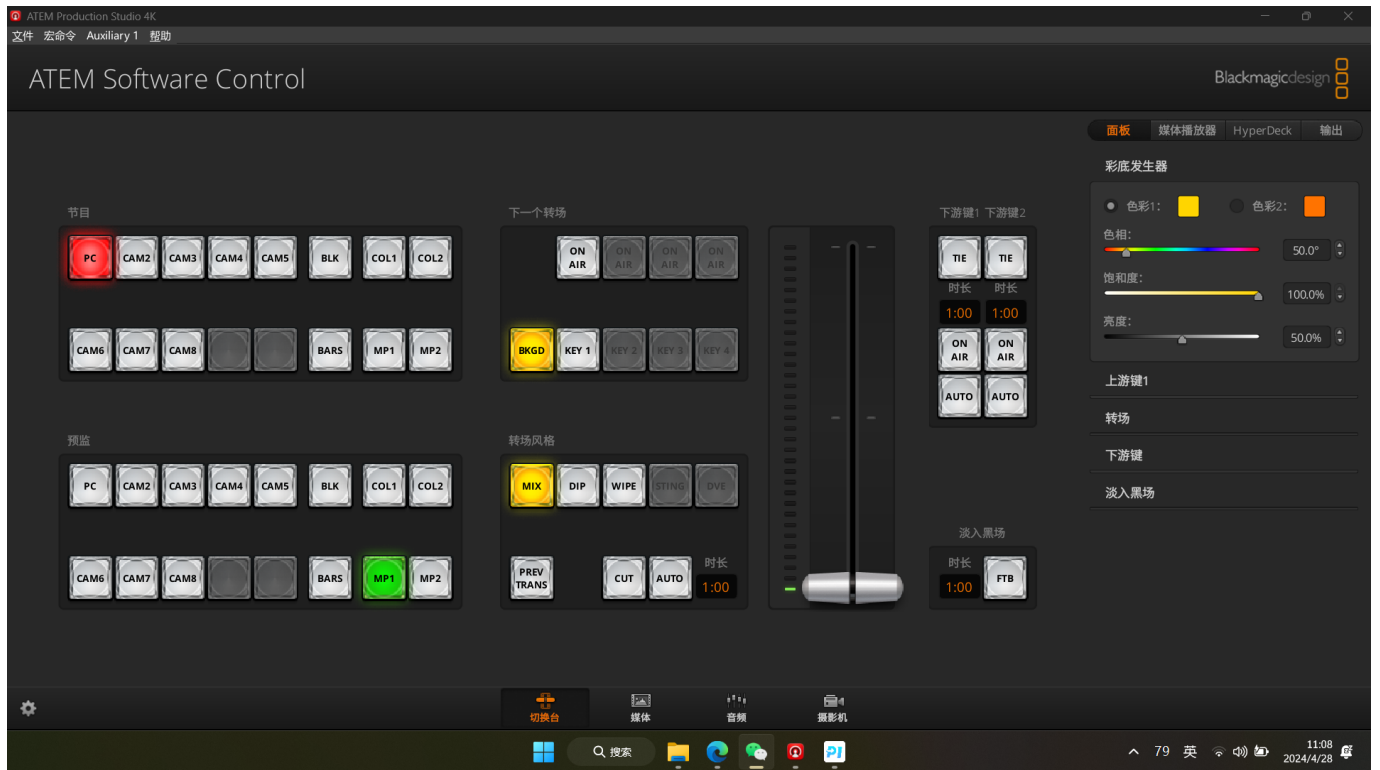 ATEM Production Studio 4K
文件 宏命令 Auxiliary 1 帮助
ATEM Software Control
Blackmagicdesign
面板 媒体播放器 HyperDeck 输出
彩底发生器
色彩1: 色彩2:
色相:
50.0°
饱和度:
100.0%
亮度:
50.0%
上游键1
转场
下游键
淡入黑场
节目
PC CAM2 CAM3 CAM4 CAM5 BLK COL1 COL2
CAM6 CAM7 CAM8 BARS MP1 MP2
下一个转场
ON AIR ON AIR ON AIR ON AIR
BKGD KEY 1 KEY 2 KEY 3 KEY 4
下游键1 下游键2
TIE TIE
时长 时长
1:00 1:00
ON AIR ON AIR
AUTO AUTO
预监
PC CAM2 CAM3 CAM4 CAM5 BLK COL1 COL2
CAM6 CAM7 CAM8 BARS MP1 MP2
转场风格
MIX DIP WIPE STING DVE
PREV TRANS CUT AUTO
时长
1:00
淡入黑场
时长
1:00
FTB
切换台 媒体 音频 摄影机
搜索
79 英
11:08
2024/4/28